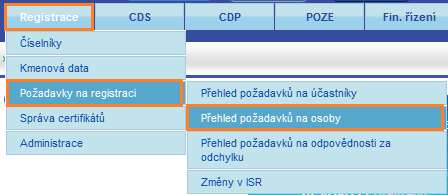 Registrace CDS CDP POZE Fin. řízení
Číselníky
Kmenová data
Požadavky na registraci
Správa certifikátů
Administrace
Přehled požadavků na účastníky
Přehled požadavků na osoby
Přehled požadavků na odpovědnosti za
odchylku
Změny v ISR